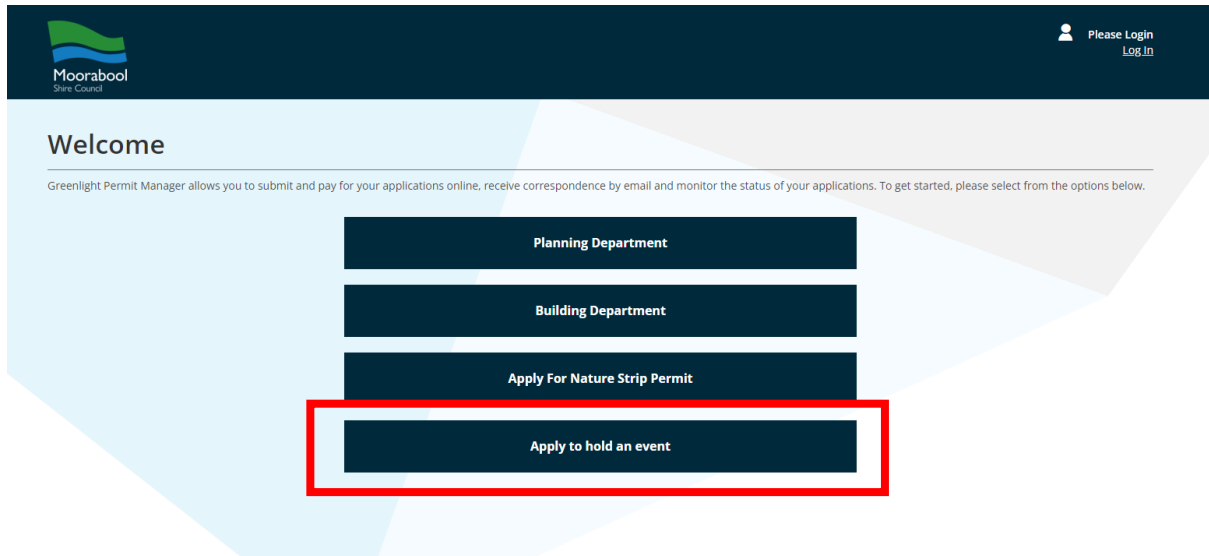 Moorabool
Shire Council
Please Login
Log In
Welcome
Greenlight Permit Manager allows you to submit and pay for your applications online, receive correspondence by email and monitor the status of your applications. To get started, please select from the options below.
Planning Department
Building Department
Apply For Nature Strip Permit
Apply to hold an event